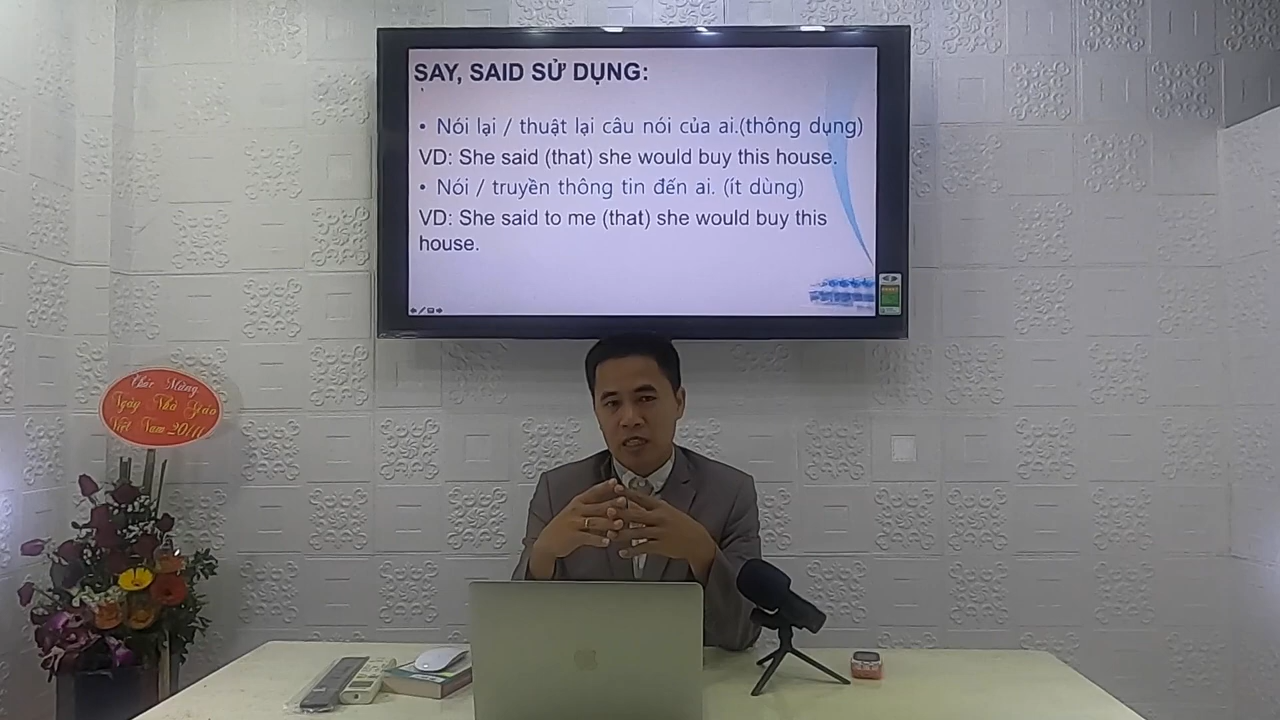 SAY, SAID SỬ DỤNG:
• Nói lại / thuật lại câu nói của ai.(thông dụng)
VD: She said (that) she would buy this house.
• Nói / truyền thông tin đến ai. (ít dùng)
VD: She said to me (that) she would buy this
house.
Chúc Mừng
Ngày Nhà Giáo
Việt Nam 20/11